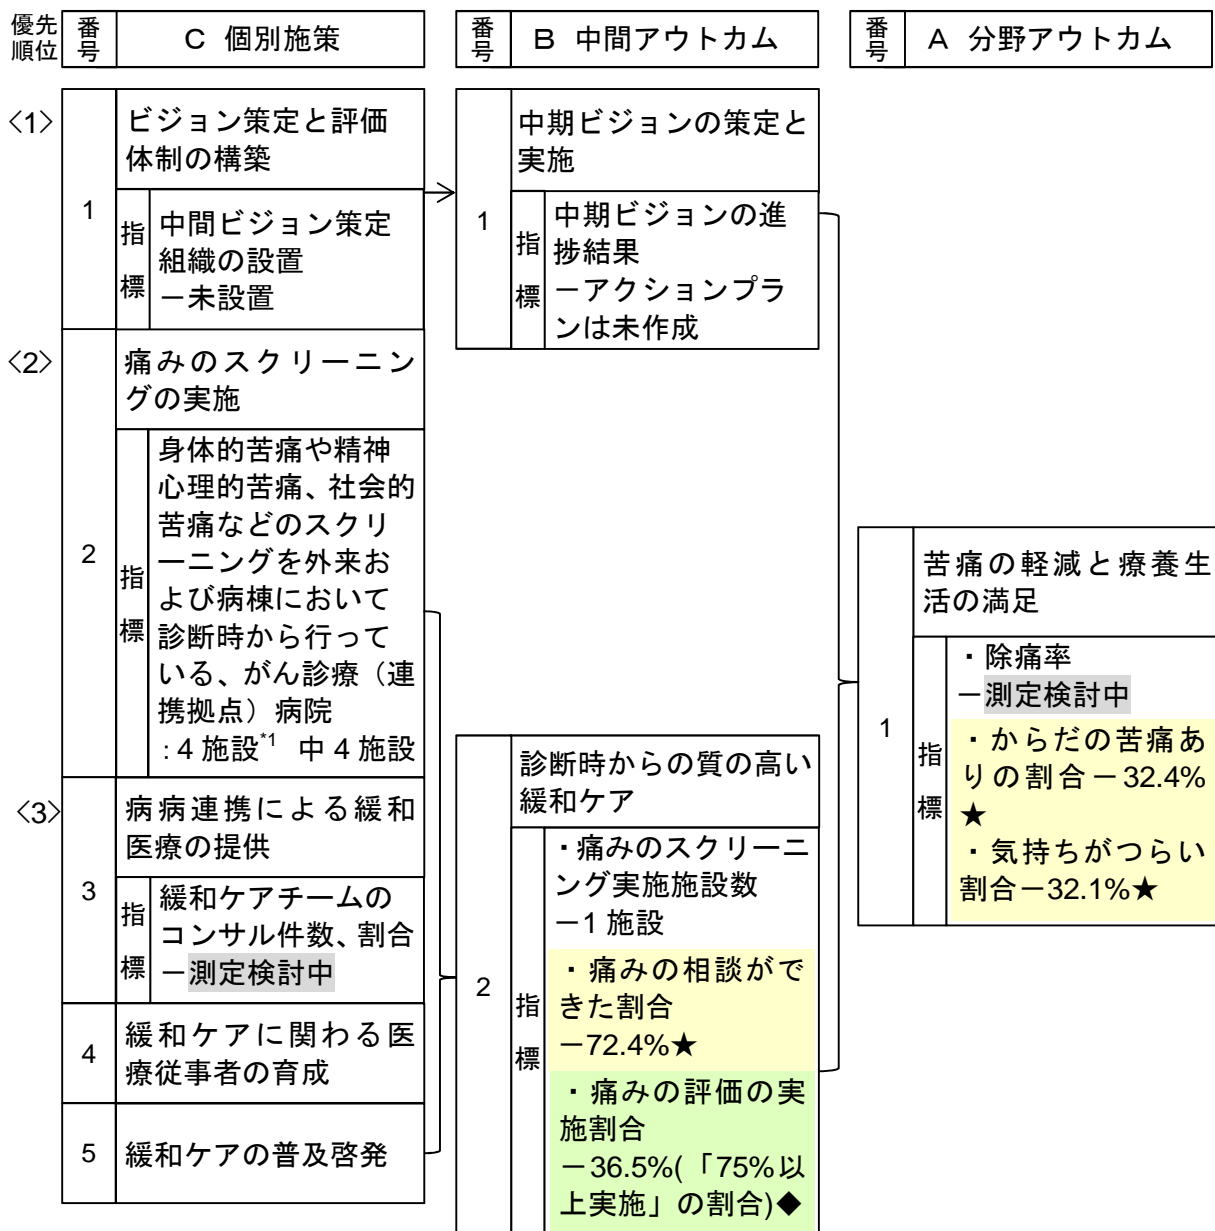 優先
順位
番号
C 個別施策
番号
B 中間アウトカム
番号
A 分野アウトカム
<1>
1
ビジョン策定と評価
体制の構築
指標
中間ビジョン策定
組織の設置
－未設置
<2>
2
痛みのスクリーニン
グの実施
指標
身体的苦痛や精神
心理的苦痛、社会的
苦痛などのスクリ
ーニングを外来お
よび病棟において
診断時から行って
いる、がん診療（連
携拠点）病院
：4 施設*1 中 4 施設
<3>
3
病病連携による緩和
医療の提供
指標
緩和ケアチームの
コンサル件数、割合
－測定検討中
4
緩和ケアに関わる医
療従事者の育成
5
緩和ケアの普及啓発
1
中期ビジョンの策定と
実施
指標
中期ビジョンの進
捗結果
－アクションプラ
ンは未作成
2
診断時からの質の高い
緩和ケア
指標
・痛みのスクリーニ
ング実施施設数
－1 施設
・痛みの相談がで
きた割合
－72.4%★
・痛みの評価の実
施割合
－36.5%(「75%以
上実施」の割合)◆
1
苦痛の軽減と療養生
活の満足
指標
・除痛率
－測定検討中
・からだの苦痛あ
りの割合－32.4%
★
・気持ちがつらい
割合－32.1%★